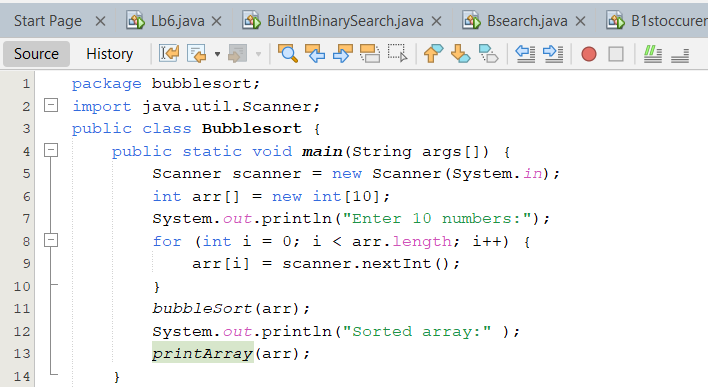 Start Page Lb6.java BuiltInBinarySearch.java Bsearch.java B1stoccuren
Source History
1 package bubblesort;
2 import java.util.Scanner;
3 public class Bubblesort {
4 public static void main(String args[]) {
5 Scanner scanner = new Scanner(System.in);
6 int arr[] = new int[10];
7 System.out.println("Enter 10 numbers:");
8 for (int i = 0; i < arr.length; i++) {
9 arr[i] = scanner.nextInt();
10 }
11 bubbleSort(arr);
12 System.out.println("Sorted array:" );
13 printArray(arr);
14 }